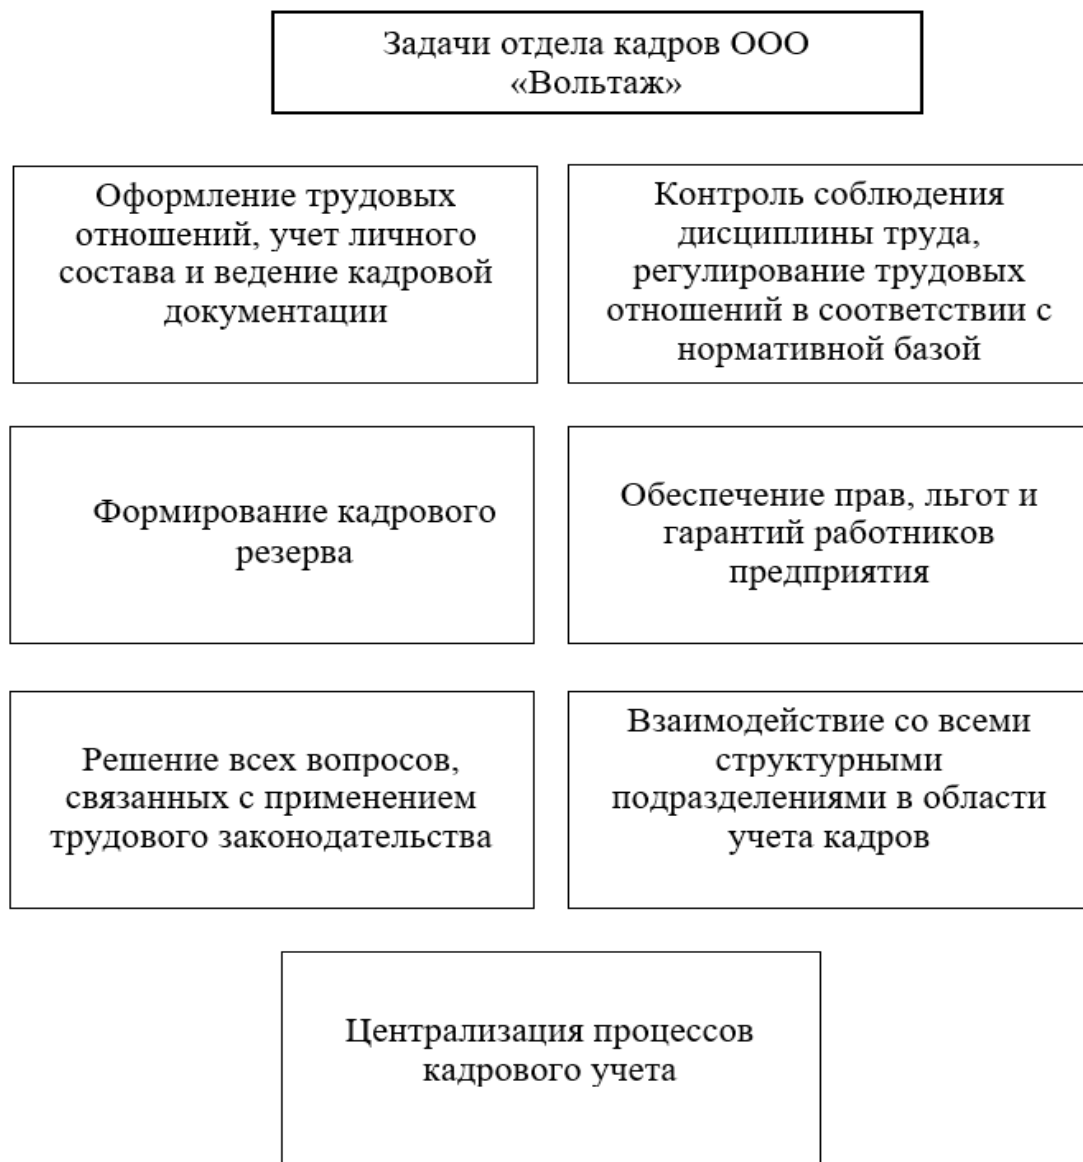 Задачи отдела кадров ООО
«Вольтаж»
Оформление трудовых
отношений, учет личного
состава и ведение кадровой
документации
Контроль соблюдения
дисциплины труда,
регулирование трудовых
отношений в соответствии с
нормативной базой
Формирование кадрового
резерва
Обеспечение прав, льгот и
гарантий работников
предприятия
Решение всех вопросов,
связанных с применением
трудового законодательства
Взаимодействие со всеми
структурными
подразделениями в области
учета кадров
Централизация процессов
кадрового учета